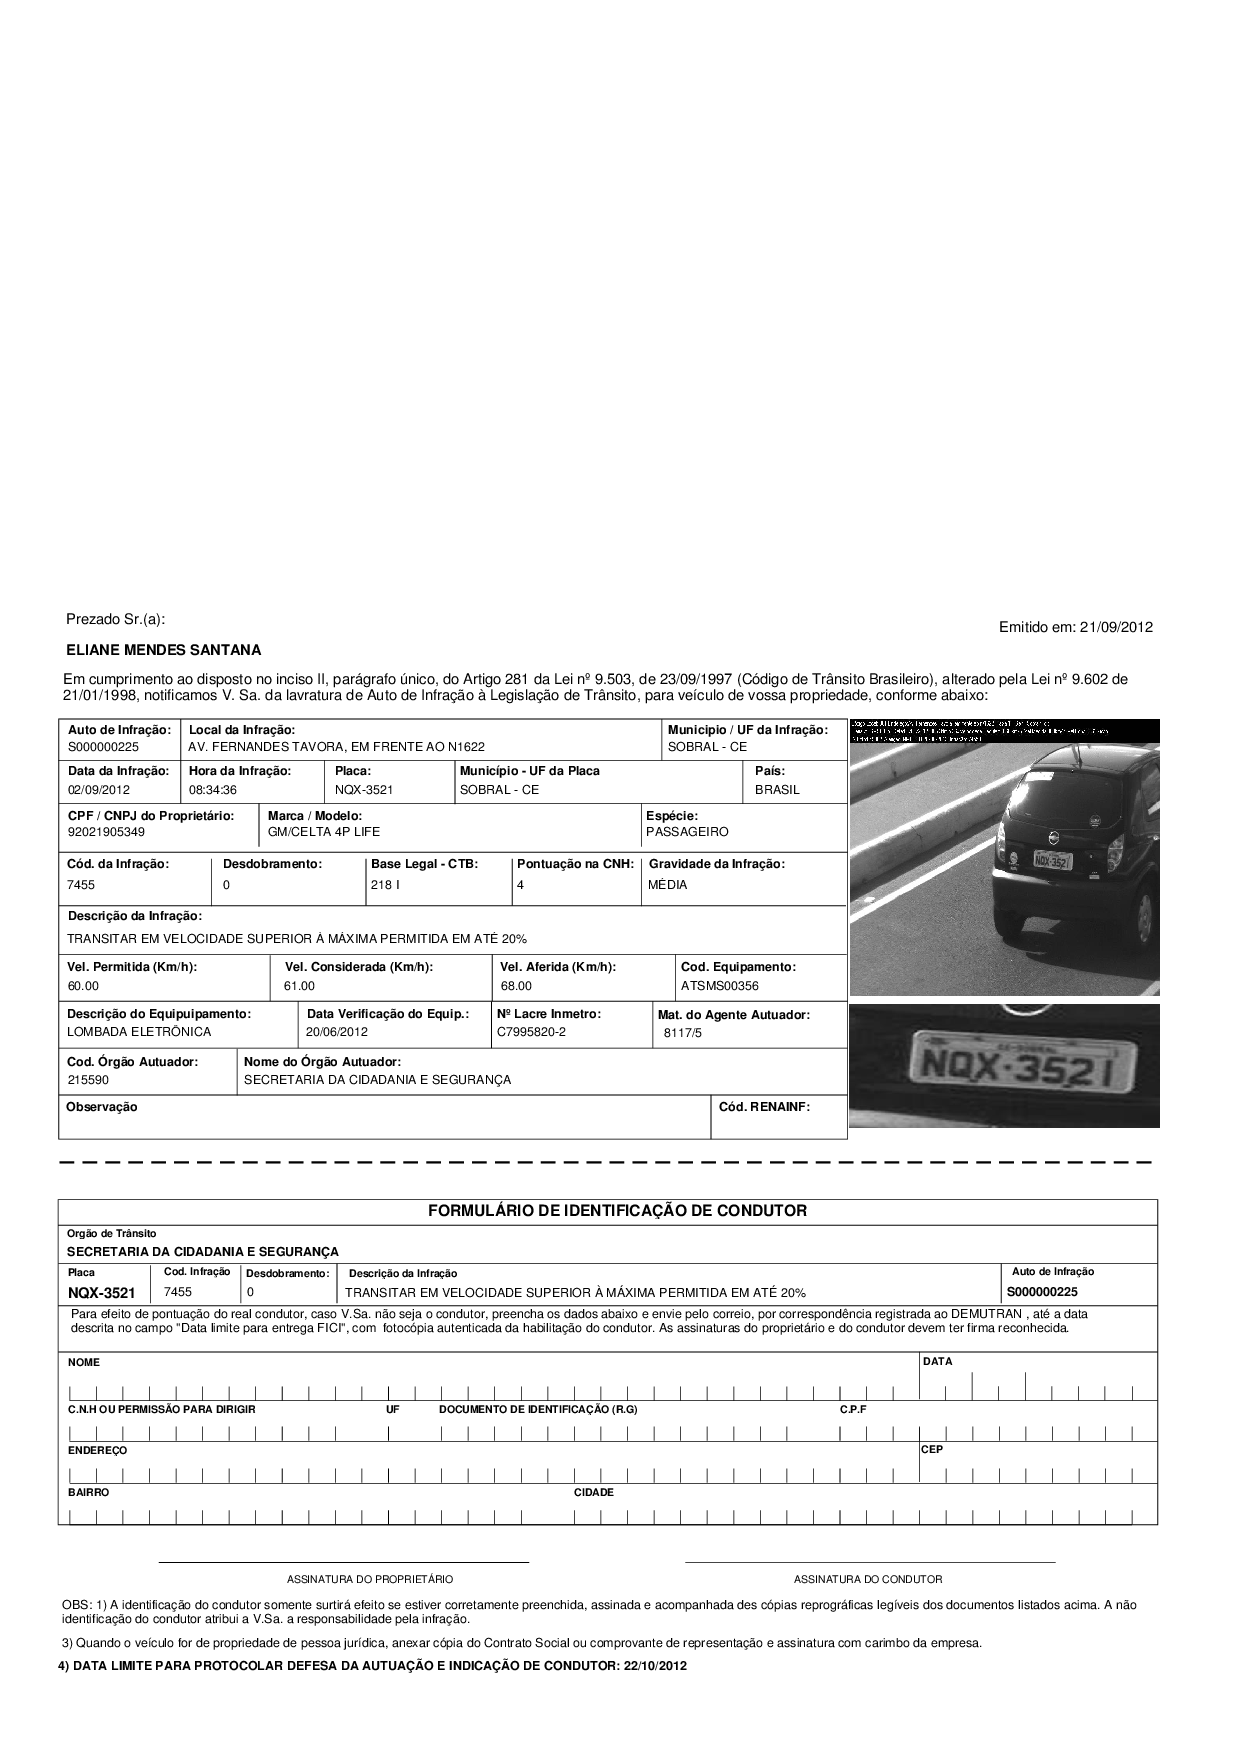 Prezado Sr.(a):
Emitido em: 21/09/2012
ELIANE MENDES SANTANA
Em cumprimento ao disposto no inciso II, parágrafo único, do Artigo 281 da Lei nº 9.503, de 23/09/1997 (Código de Trânsito Brasileiro), alterado pela Lei nº 9.602 de
21/01/1998, notificamos V. Sa. da lavratura de Auto de Infração à Legislação de Trânsito, para veículo de vossa propriedade, conforme abaixo:
Auto de Infração: Local da Infração: Municipio / UF da Infração:
S000000225 AV. FERNANDES TAVORA, EM FRENTE AO N1622 SOBRAL - CE
Data da Infração: Hora da Infração: Placa: Município - UF da Placa País:
02/09/2012 08:34:36 NQX-3521 SOBRAL - CE BRASIL
CPF / CNPJ do Proprietário: Marca / Modelo: Espécie:
92021905349 GM/CELTA 4P LIFE PASSAGEIRO
Cód. da Infração: Desdobramento: Base Legal - CTB: Pontuação na CNH: Gravidade da Infração:
7455 0 218 I 4 MÉDIA
Descrição da Infração:
TRANSITAR EM VELOCIDADE SUPERIOR À MÁXIMA PERMITIDA EM ATÉ 20%
Vel. Permitida (Km/h): Vel. Considerada (Km/h): Vel. Aferida (Km/h): Cod. Equipamento:
60.00 61.00 68.00 ATSMS00356
Descrição do Equipuipamento: Data Verificação do Equip.: Nº Lacre Inmetro: Mat. do Agente Autuador:
LOMBADA ELETRÔNICA 20/06/2012 C7995820-2 8117/5
Cod. Órgão Autuador: Nome do Órgão Autuador:
215590 SECRETARIA DA CIDADANIA E SEGURANÇA
Observação Cód. RENAINF:
NQX-3521
NQX-3521
FORMULÁRIO DE IDENTIFICAÇÃO DE CONDUTOR
Orgão de Trânsito
SECRETARIA DA CIDADANIA E SEGURANÇA
Placa Cod. Infração Desdobramento: Descrição da Infração Auto de Infração
NQX-3521 7455 0 TRANSITAR EM VELOCIDADE SUPERIOR À MÁXIMA PERMITIDA EM ATÉ 20% S000000225
Para efeito de pontuação do real condutor, caso V.Sa. não seja o condutor, preencha os dados abaixo e envie pelo correio, por correspondência registrada ao DEMUTRAN , até a data
descrita no campo "Data limite para entrega FICI", com fotocópia autenticada da habilitação do condutor. As assinaturas do proprietário e do condutor devem ter firma reconhecida.
NOME DATA
C.N.H OU PERMISSÃO PARA DIRIGIR UF DOCUMENTO DE IDENTIFICAÇÃO (R.G) C.P.F
ENDEREÇO CEP
BAIRRO CIDADE
ASSINATURA DO PROPRIETÁRIO ASSINATURA DO CONDUTOR
OBS: 1) A identificação do condutor somente surtirá efeito se estiver corretamente preenchida, assinada e acompanhada des cópias reprográficas legíveis dos documentos listados acima. A não
identificação do condutor atribui a V.Sa. a responsabilidade pela infração.
3) Quando o veículo for de propriedade de pessoa jurídica, anexar cópia do Contrato Social ou comprovante de representação e assinatura com carimbo da empresa.
4) DATA LIMITE PARA PROTOCOLAR DEFESA DA AUTUAÇÃO E INDICAÇÃO DE CONDUTOR: 22/10/2012